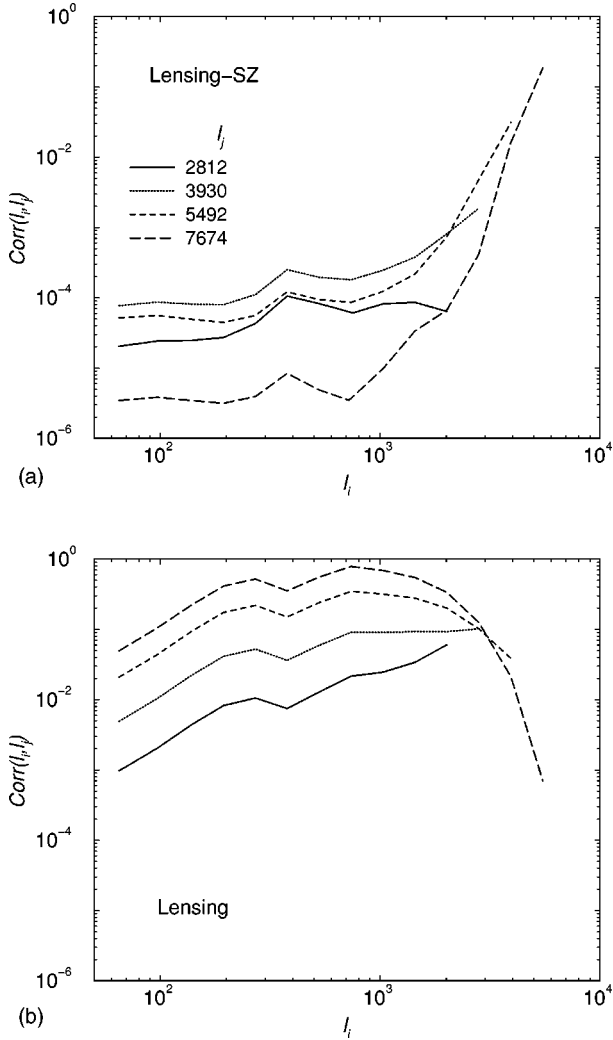 10^0
Lensing−SZ
l_j
2812
3930
5492
7674
10^-2
10^-4
10^-6
Corr(l_i,l_j)
10^2
10^3
10^4
l_i
(a)
10^0
10^-2
10^-4
10^-6
Corr(l_i,l_j)
Lensing
10^2
10^3
10^4
l_i
(b)